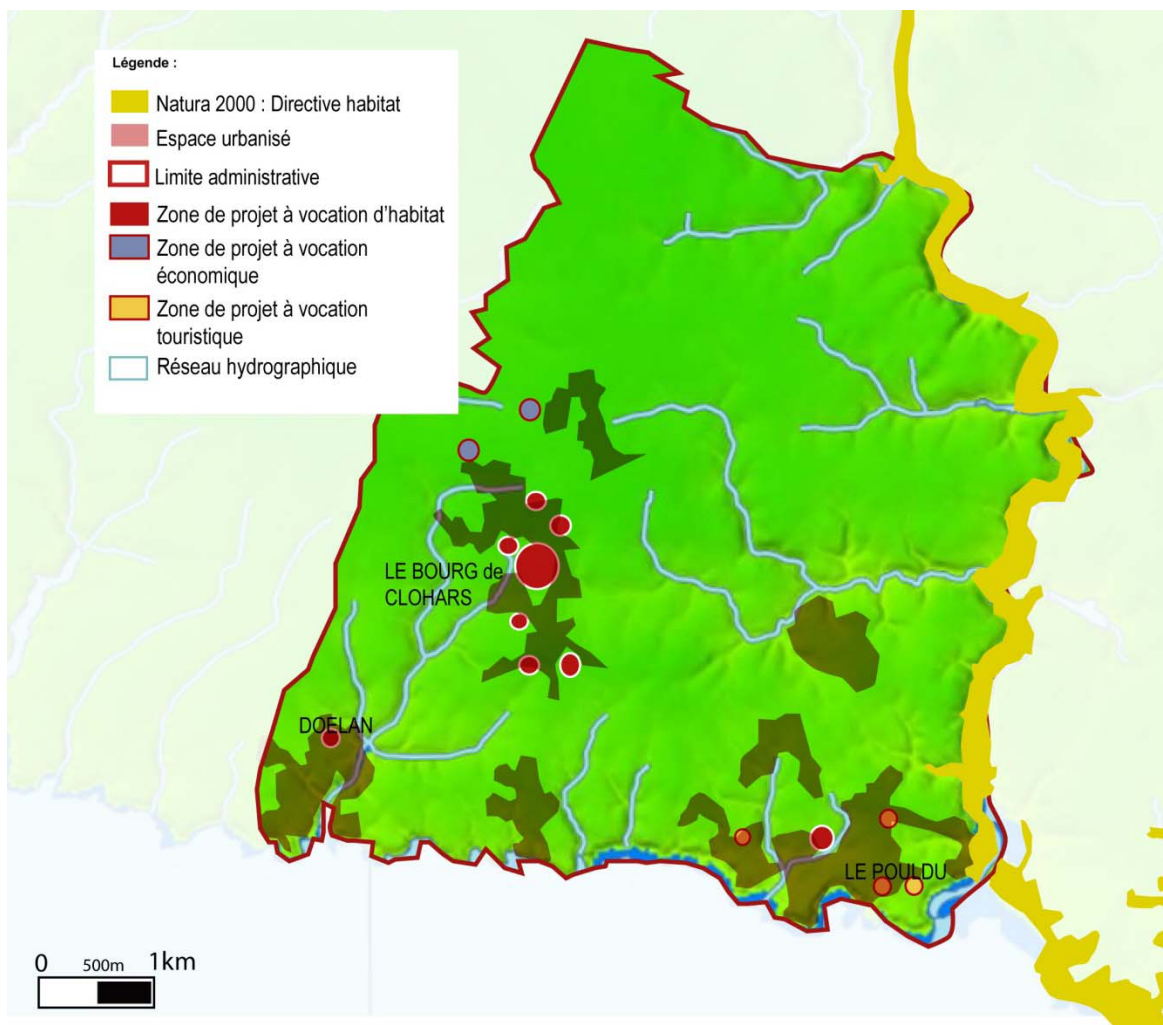 Légende :
Natura 2000 : Directive habitat
Espace urbanisé
Limite administrative
Zone de projet à vocation d'habitat
Zone de projet à vocation
économique
Zone de projet à vocation
touristique
Réseau hydrographique
LE BOURG de
CLOHARS
DOELAN
LE POULDU
0 500m 1km